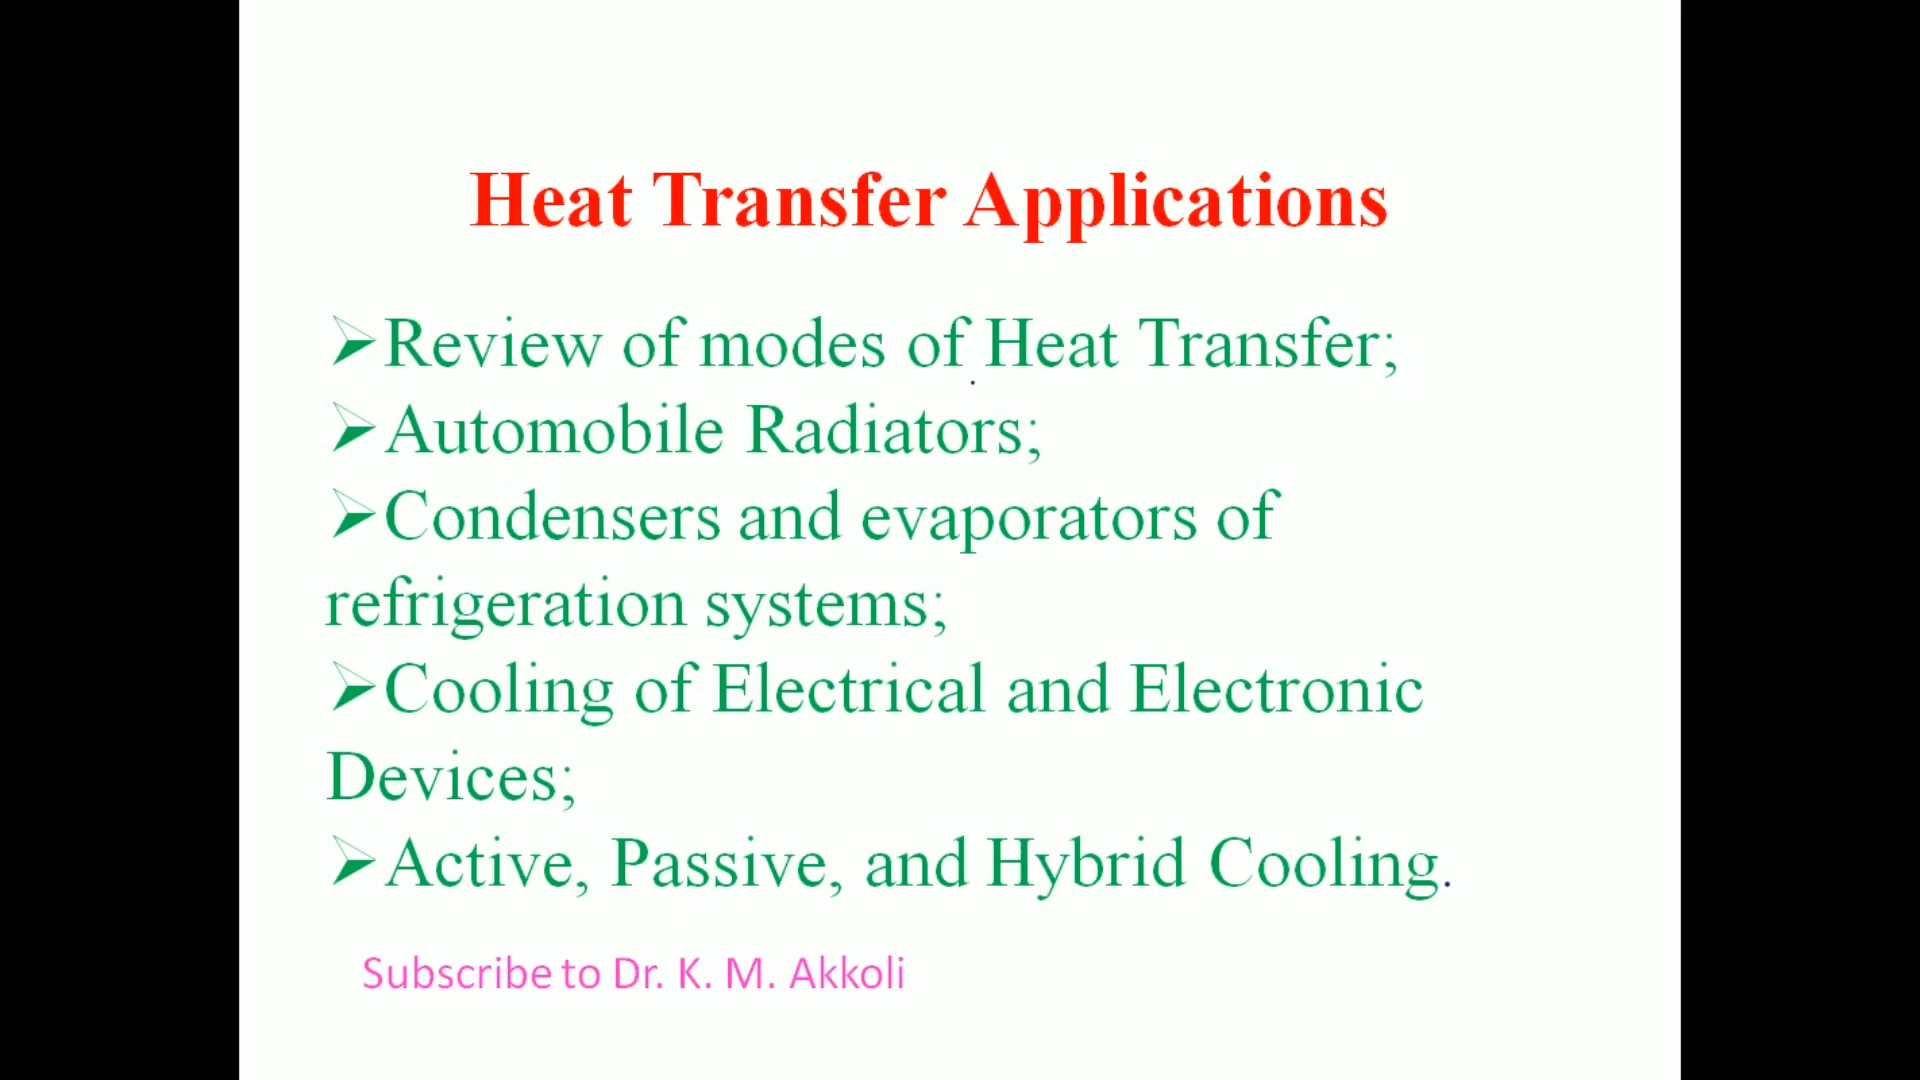 Heat Transfer Applications
➢Review of modes of Heat Transfer;
➢Automobile Radiators;
➢Condensers and evaporators of
refrigeration systems;
➢Cooling of Electrical and Electronic
Devices;
➢Active, Passive, and Hybrid Cooling.
Subscribe to Dr. K. M. Akkoli